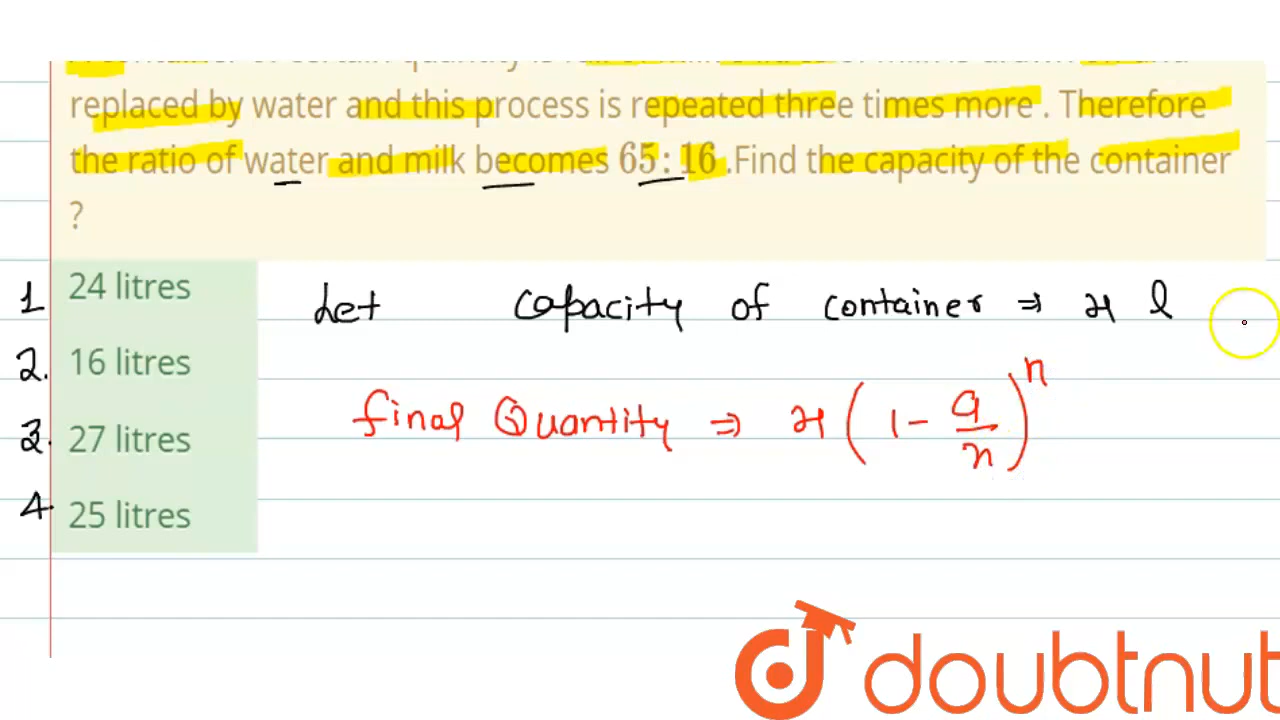 replaced by water and this process is repeated three times more . Therefore
the ratio of water and milk becomes 65 : 16 .Find the capacity of the container
?
1 24 litres
2. 16 litres
3. 27 litres
4. 25 litres
Let capacity of container ⇒ x l
final Quantity ⇒ x ( 1 - a/x )^n
doubtnut